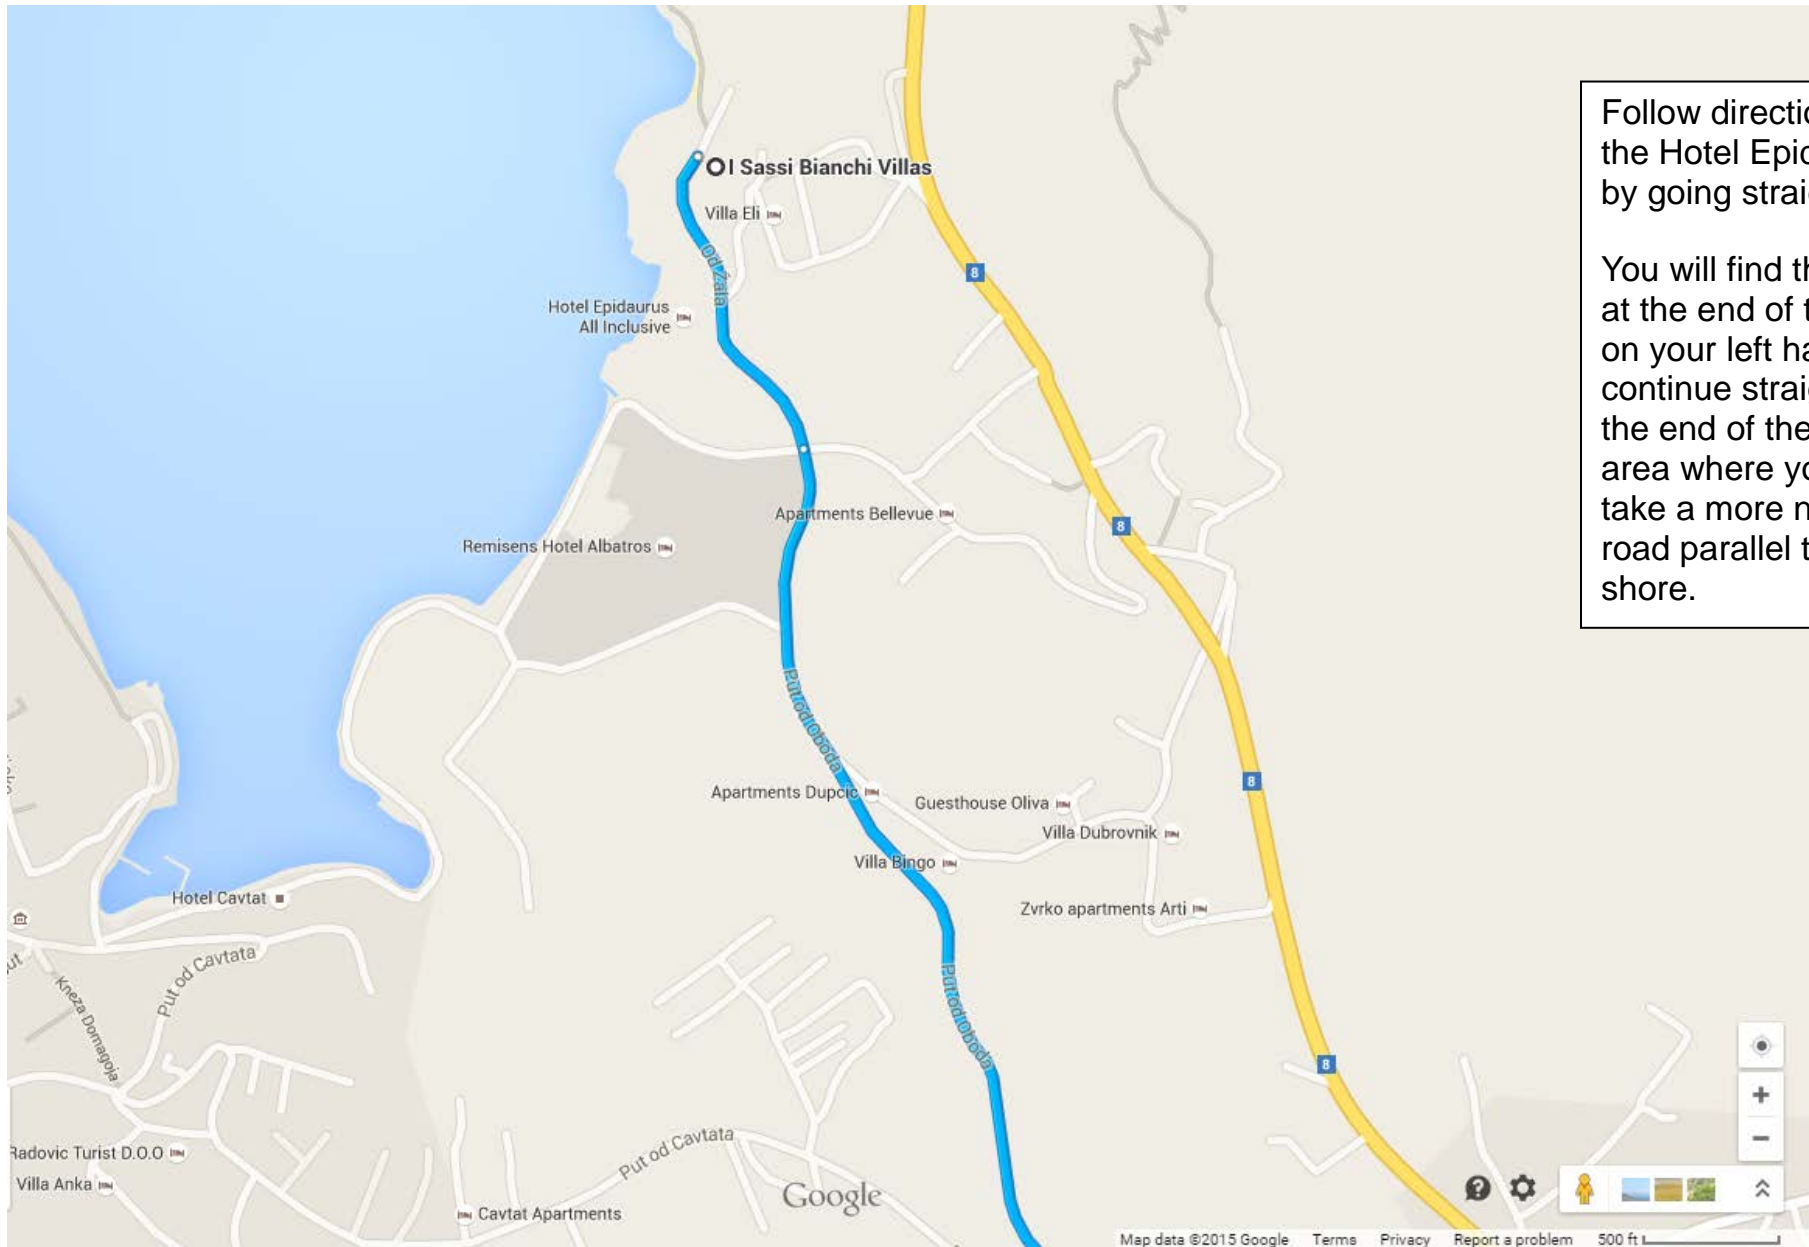 Follow directio
the Hotel Epid
by going strai
You will find th
at the end of t
on your left ha
continue straig
the end of the
area where yo
take a more n
road parallel t
shore.
I Sassi Bianchi Villas
Villa Eli
8
Od Žala
Hotel Epidaurus
All Inclusive
Apartments Bellevue
8
Remisens Hotel Albatros
Put od Oboda
Apartments Dupcic
Guesthouse Oliva
8
Villa Dubrovnik
Villa Bingo
Hotel Cavtat
Zvrko apartments Arti
Put od Cavtata
Kneza Domagoja
Put od Oboda
8
Radovic Turist D.O.O
Villa Anka
Put od Cavtata
Cavtat Apartments
Google
Map data ©2015 Google Terms Privacy Report a problem 500 ft